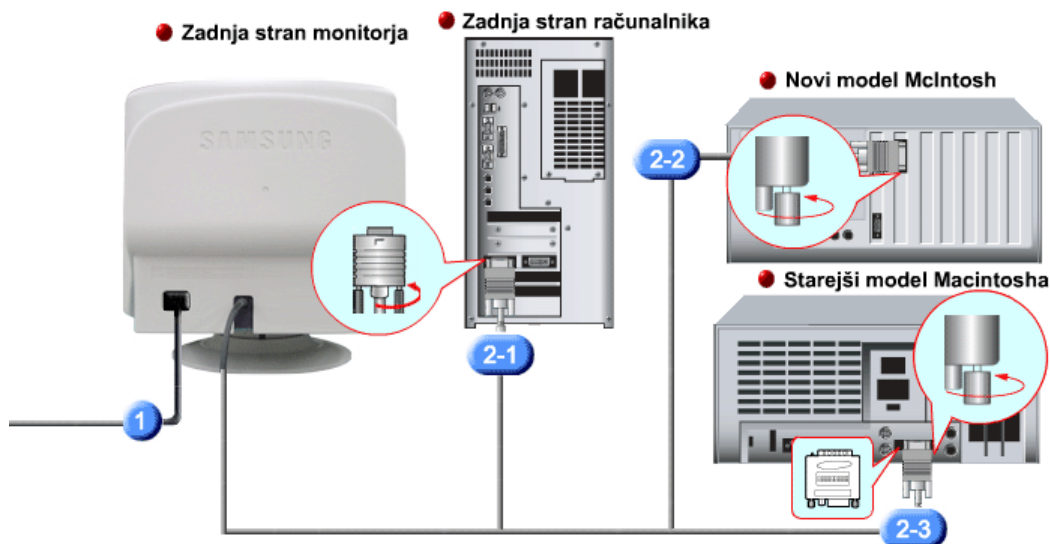 Zadnja stran monitorja
Zadnja stran računalnika
SAMSUNG
Novi model McIntosh
2-2
Starejši model Macintosha
2-1
1
2-3